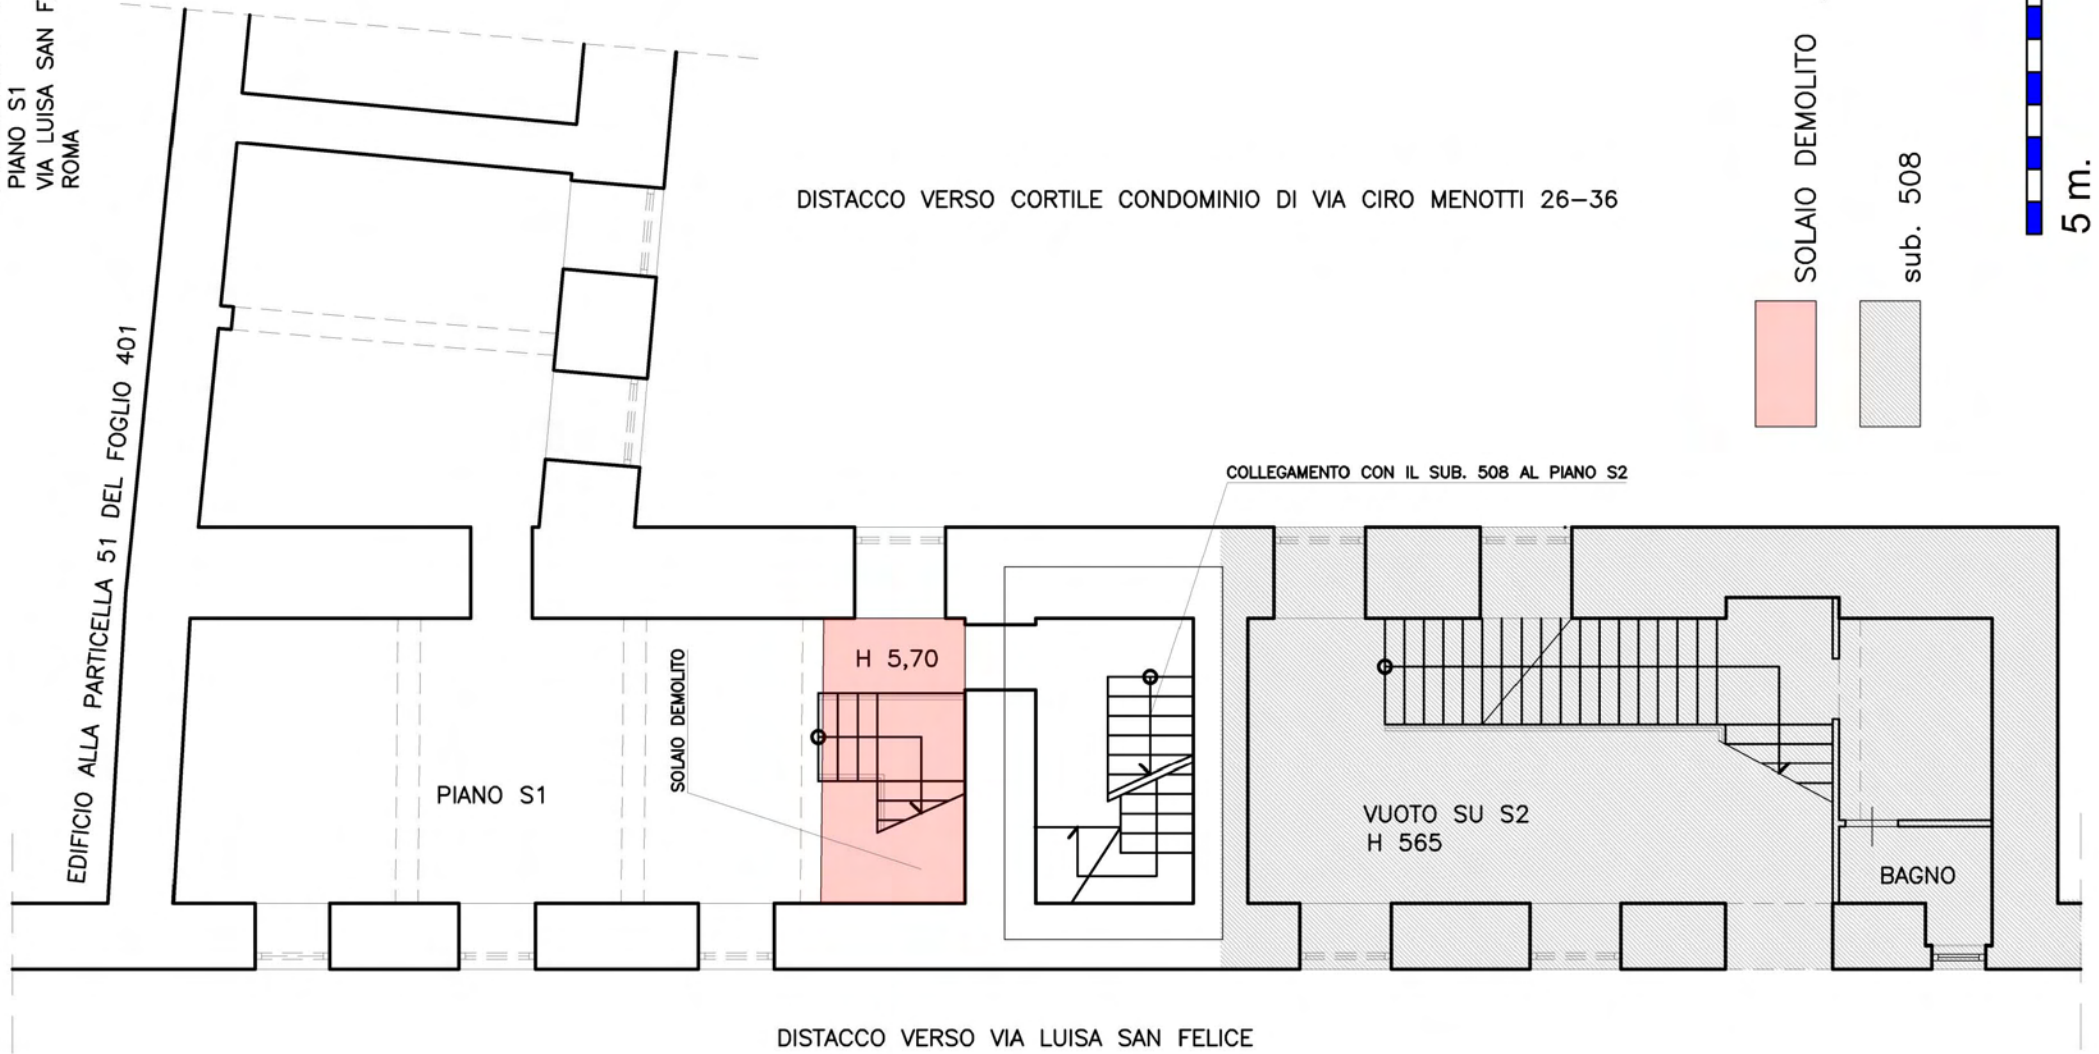 PIANO S1
VIA LUISA SAN F
ROMA
DISTACCO VERSO CORTILE CONDOMINIO DI VIA CIRO MENOTTI 26-36
SOLAIO DEMOLITO
sub. 508
5 m.
EDIFICIO ALLA PARTICELLA 51 DEL FOGLIO 401
COLLEGAMENTO CON IL SUB. 508 AL PIANO S2
H 5,70
SOLAIO DEMOLITO
PIANO S1
VUOTO SU S2
H 565
BAGNO
DISTACCO VERSO VIA LUISA SAN FELICE